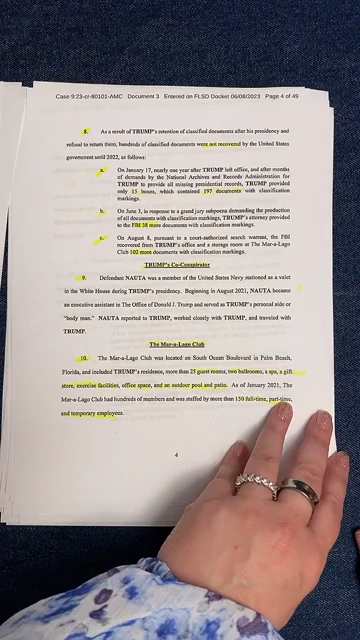 Case 9:23-cr-80101-AMC Document 3 Entered on FLSD Docket 06/08/2023 Page 4 of 49
8. As a result of TRUMP's retention of classified documents after his presidency and
refusal to return them, hundreds of classified documents were not recovered by the United States
government until 2022, as follows:
a. On January 17, nearly one year after TRUMP left office, and after months
of demands by the National Archives and Records Administration for
TRUMP to provide all missing presidential records, TRUMP provided
only 15 boxes, which contained 197 documents with classification
markings.
b. On June 3, in response to a grand jury subpoena demanding the production
of all documents with classification markings, TRUMP's attorney provided
to the FBI 38 more documents with classification markings.
c. On August 8, pursuant to a court-authorized search warrant, the FBI
recovered from TRUMP's office and a storage room at The Mar-a-Lago
Club 102 more documents with classification markings.
TRUMP's Co-Conspirator
9. Defendant NAUTA was a member of the United States Navy stationed as a valet
in the White House during TRUMP's presidency. Beginning in August 2021, NAUTA became
an executive assistant in The Office of Donald J. Trump and served as TRUMP's personal aide or
"body man." NAUTA reported to TRUMP, worked closely with TRUMP, and traveled with
TRUMP.
The Mar-a-Lago Club
10. The Mar-a-Lago Club was located on South Ocean Boulevard in Palm Beach,
Florida, and included TRUMP's residence, more than 25 guest rooms, two ballrooms, a spa, a gift
store, exercise facilities, office space, and an outdoor pool and patio. As of January 2021, The
Mar-a-Lago Club had hundreds of members and was staffed by more than 150 full-time, part-time,
and temporary employees.
4